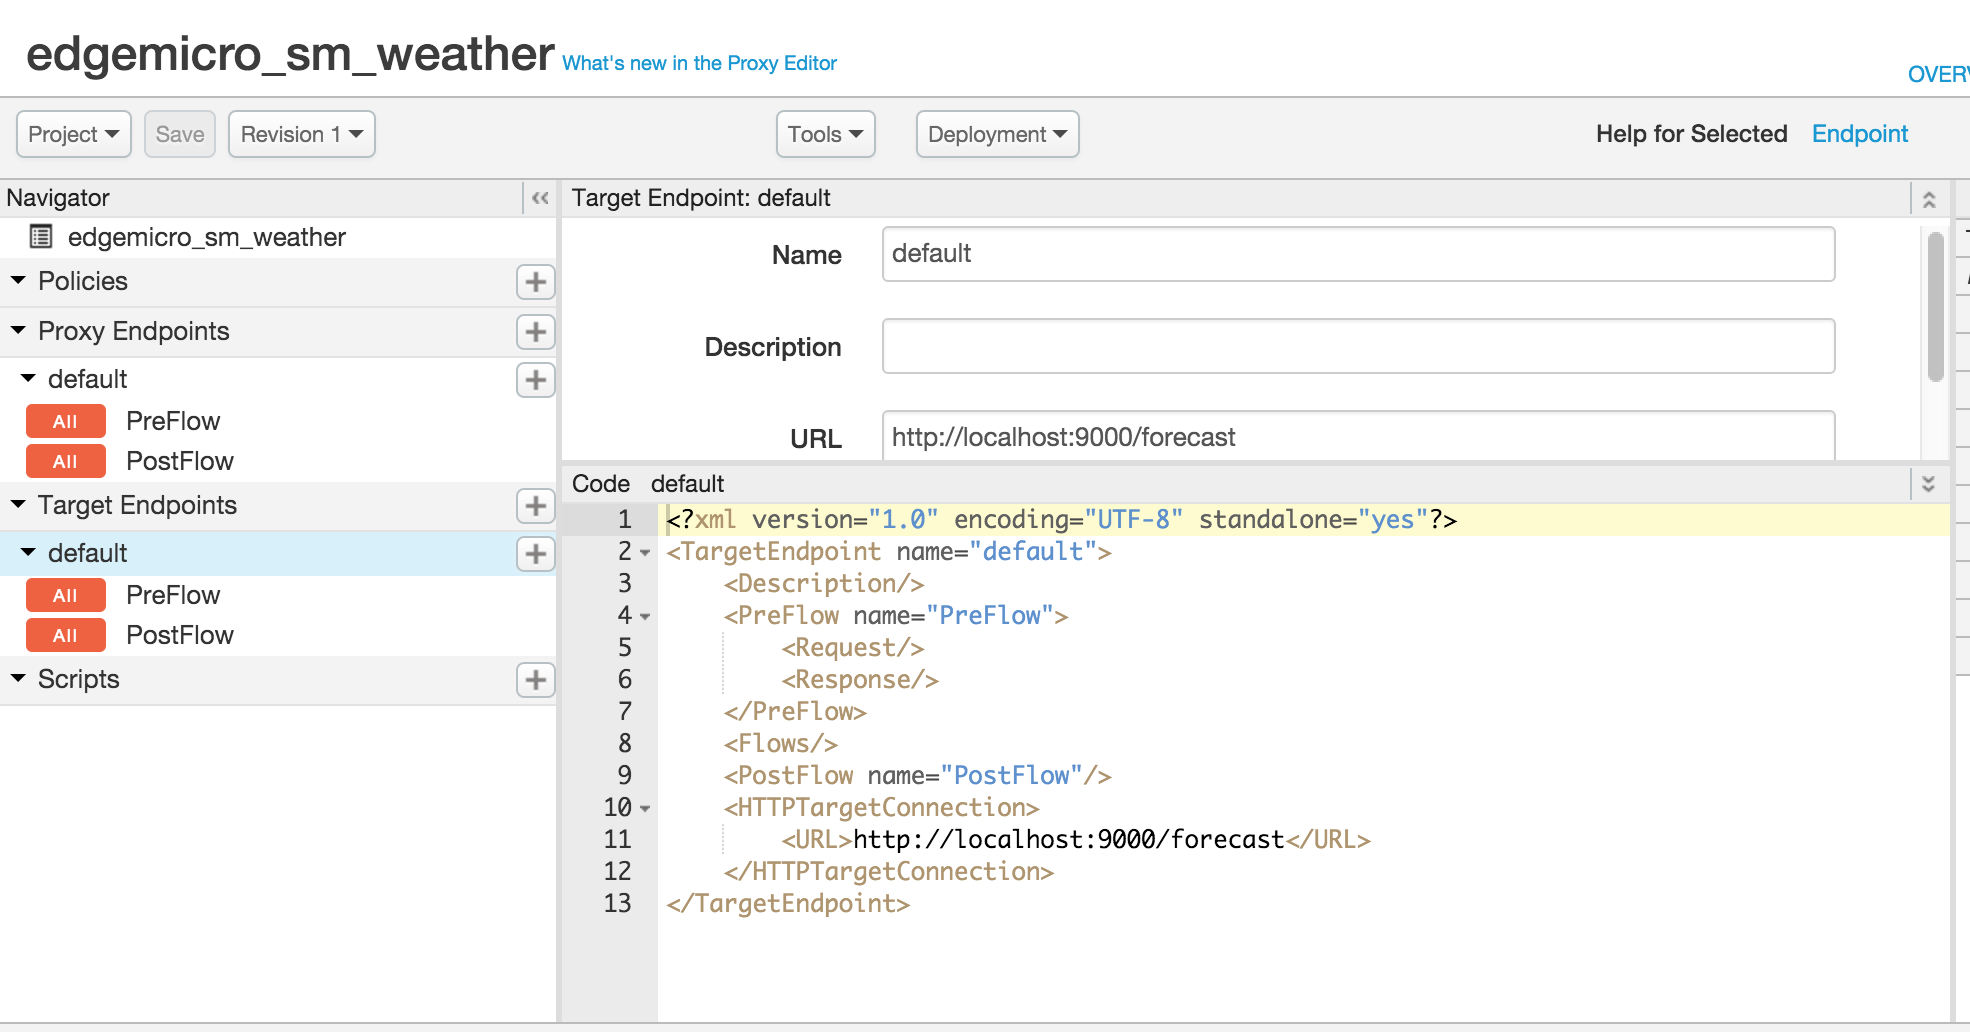 edgemicro_sm_weather What's new in the Proxy Editor
OVERV
Project Save Revision 1 Tools Deployment Help for Selected Endpoint
Navigator
edgemicro_sm_weather
Policies
Proxy Endpoints
default
All PreFlow
All PostFlow
Target Endpoints
default
All PreFlow
All PostFlow
Scripts
Target Endpoint: default
Name default
Description
URL http://localhost:9000/forecast
Code default
1 <?xml version="1.0" encoding="UTF-8" standalone="yes"?>
2 <TargetEndpoint name="default">
3 <Description/>
4 <PreFlow name="PreFlow">
5 <Request/>
6 <Response/>
7 </PreFlow>
8 <Flows/>
9 <PostFlow name="PostFlow"/>
10 <HTTPTargetConnection>
11 <URL>http://localhost:9000/forecast</URL>
12 </HTTPTargetConnection>
13 </TargetEndpoint>